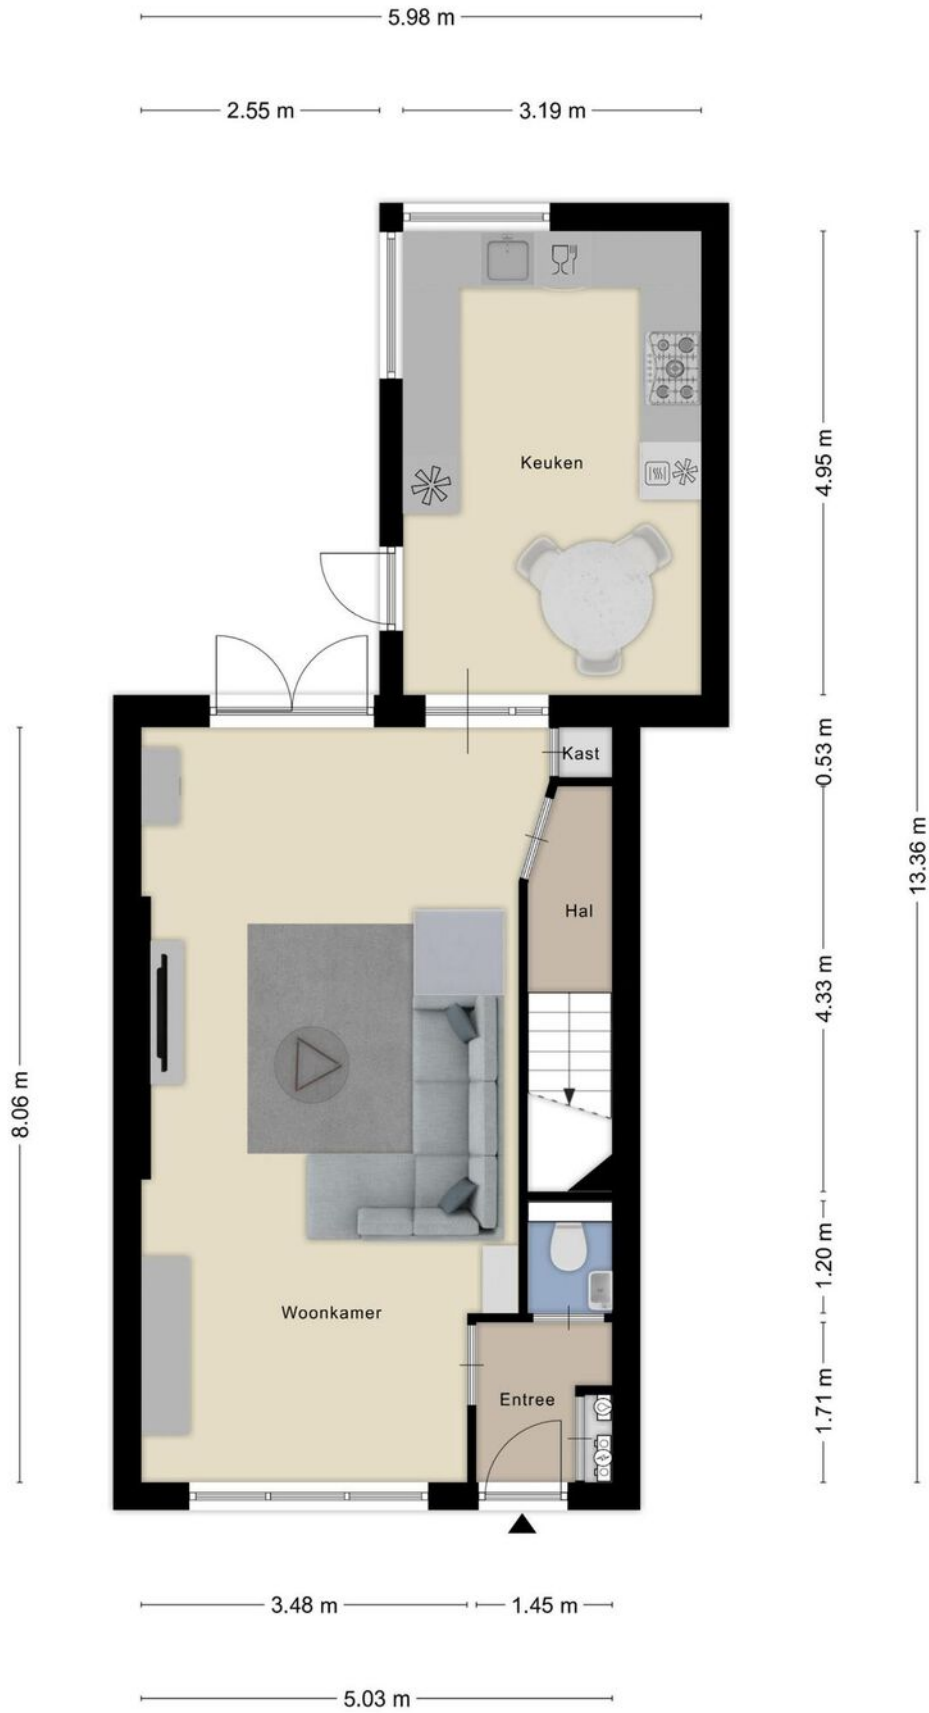 5.98 m
2.55 m
3.19 m
Keuken
4.95 m
Kast
0.53 m
13.36 m
Hal
4.33 m
8.06 m
1.20 m
Woonkamer
Entree
1.71 m
3.48 m
1.45 m
5.03 m